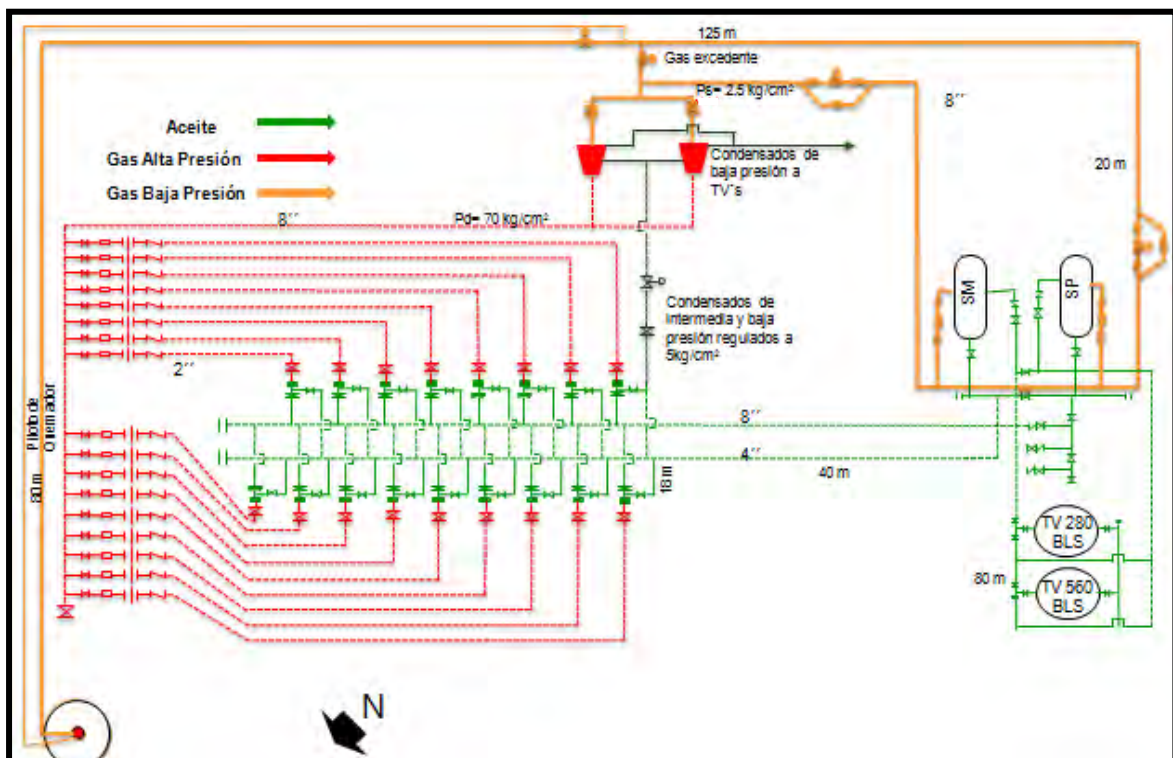 125 m
Gas excedente
Ps= 2.5 kg/cm²
8´´
Aceite
Gas Alta Presión
Gas Baja Presión
Condensados de
baja presión a
TV´s
20 m
8´´
Pd= 70 kg/cm²
SM
SP
Condensados de
intermedia y baja
presión regulados a
5kg/cm²
2´´
Piloto de
Quemador
80 m
8´´
4´´
40 m
18 m
TV 280
BLS
80 m
TV 560
BLS
N